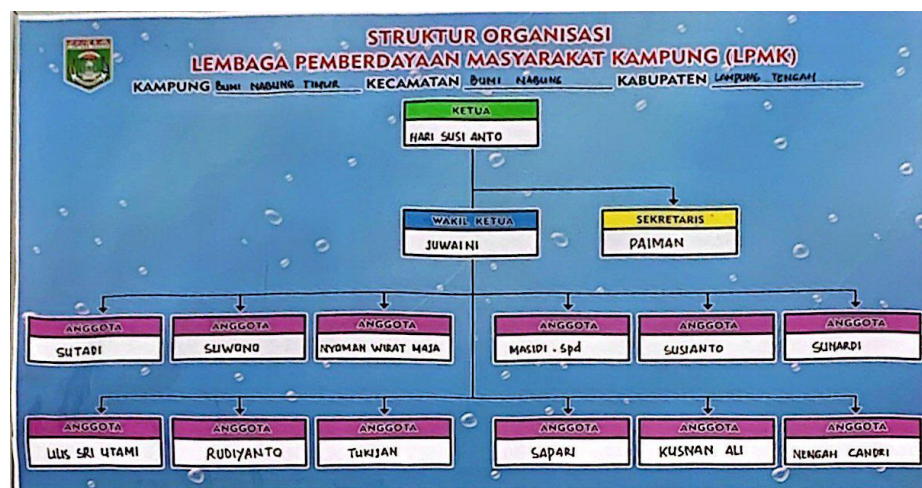 STRUKTUR ORGANISASI
LEMBAGA PEMBERDAYAAN MASYARAKAT KAMPUNG (LPMK)
KAMPUNG BUMI NABUNG TIMUR KECAMATAN BUMI NABUNG KABUPATEN LAMPUNG TENGAH
KETUA
HARI SUSI ANTO
WAKIL KETUA
JUWAINI
SEKRETARIS
PAIMAN
ANGGOTA
SUTADI
ANGGOTA
SUWONO
ANGGOTA
NYOMAN WIRAT MAJA
ANGGOTA
MASIDI . Spd
ANGGOTA
SUSIANTO
ANGGOTA
SUNARDI
ANGGOTA
LILIS SRI UTAMI
ANGGOTA
RUDIYANTO
ANGGOTA
TUKIJAN
ANGGOTA
SAPARI
ANGGOTA
KUSNAN ALI
ANGGOTA
NENGAH CANDRI